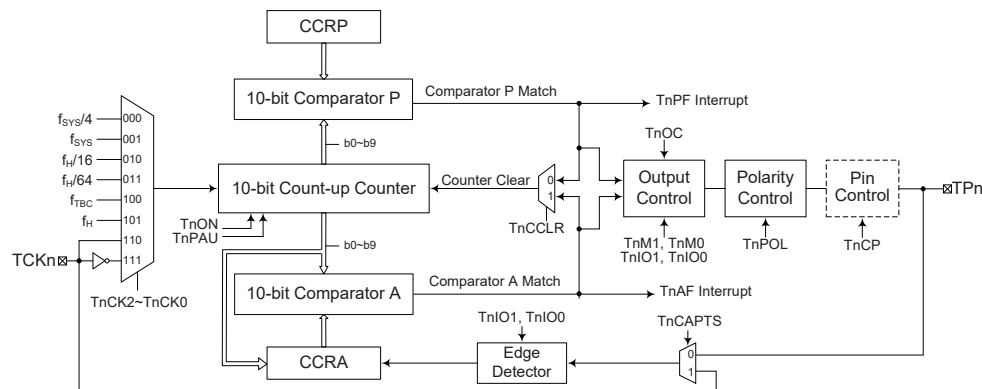 CCRP
10-bit Comparator P
Comparator P Match
TnPF Interrupt
b0~b9
TnOC
fSYS/4 000
fSYS 001
fH/16 010
fH/64 011
fTBC 100
fH 101
110
111
TCKn
TnCK2~TnCK0
10-bit Count-up Counter
Counter Clear
0
1
TnCCLR
Output Control
Polarity Control
Pin Control
TPn
TnON
TnPAU
TnM1, TnM0
TnIO1, TnIO0
TnPOL
TnCP
b0~b9
10-bit Comparator A
Comparator A Match
TnAF Interrupt
TnIO1, TnIO0
TnCAPTS
CCRA
Edge Detector
0
1